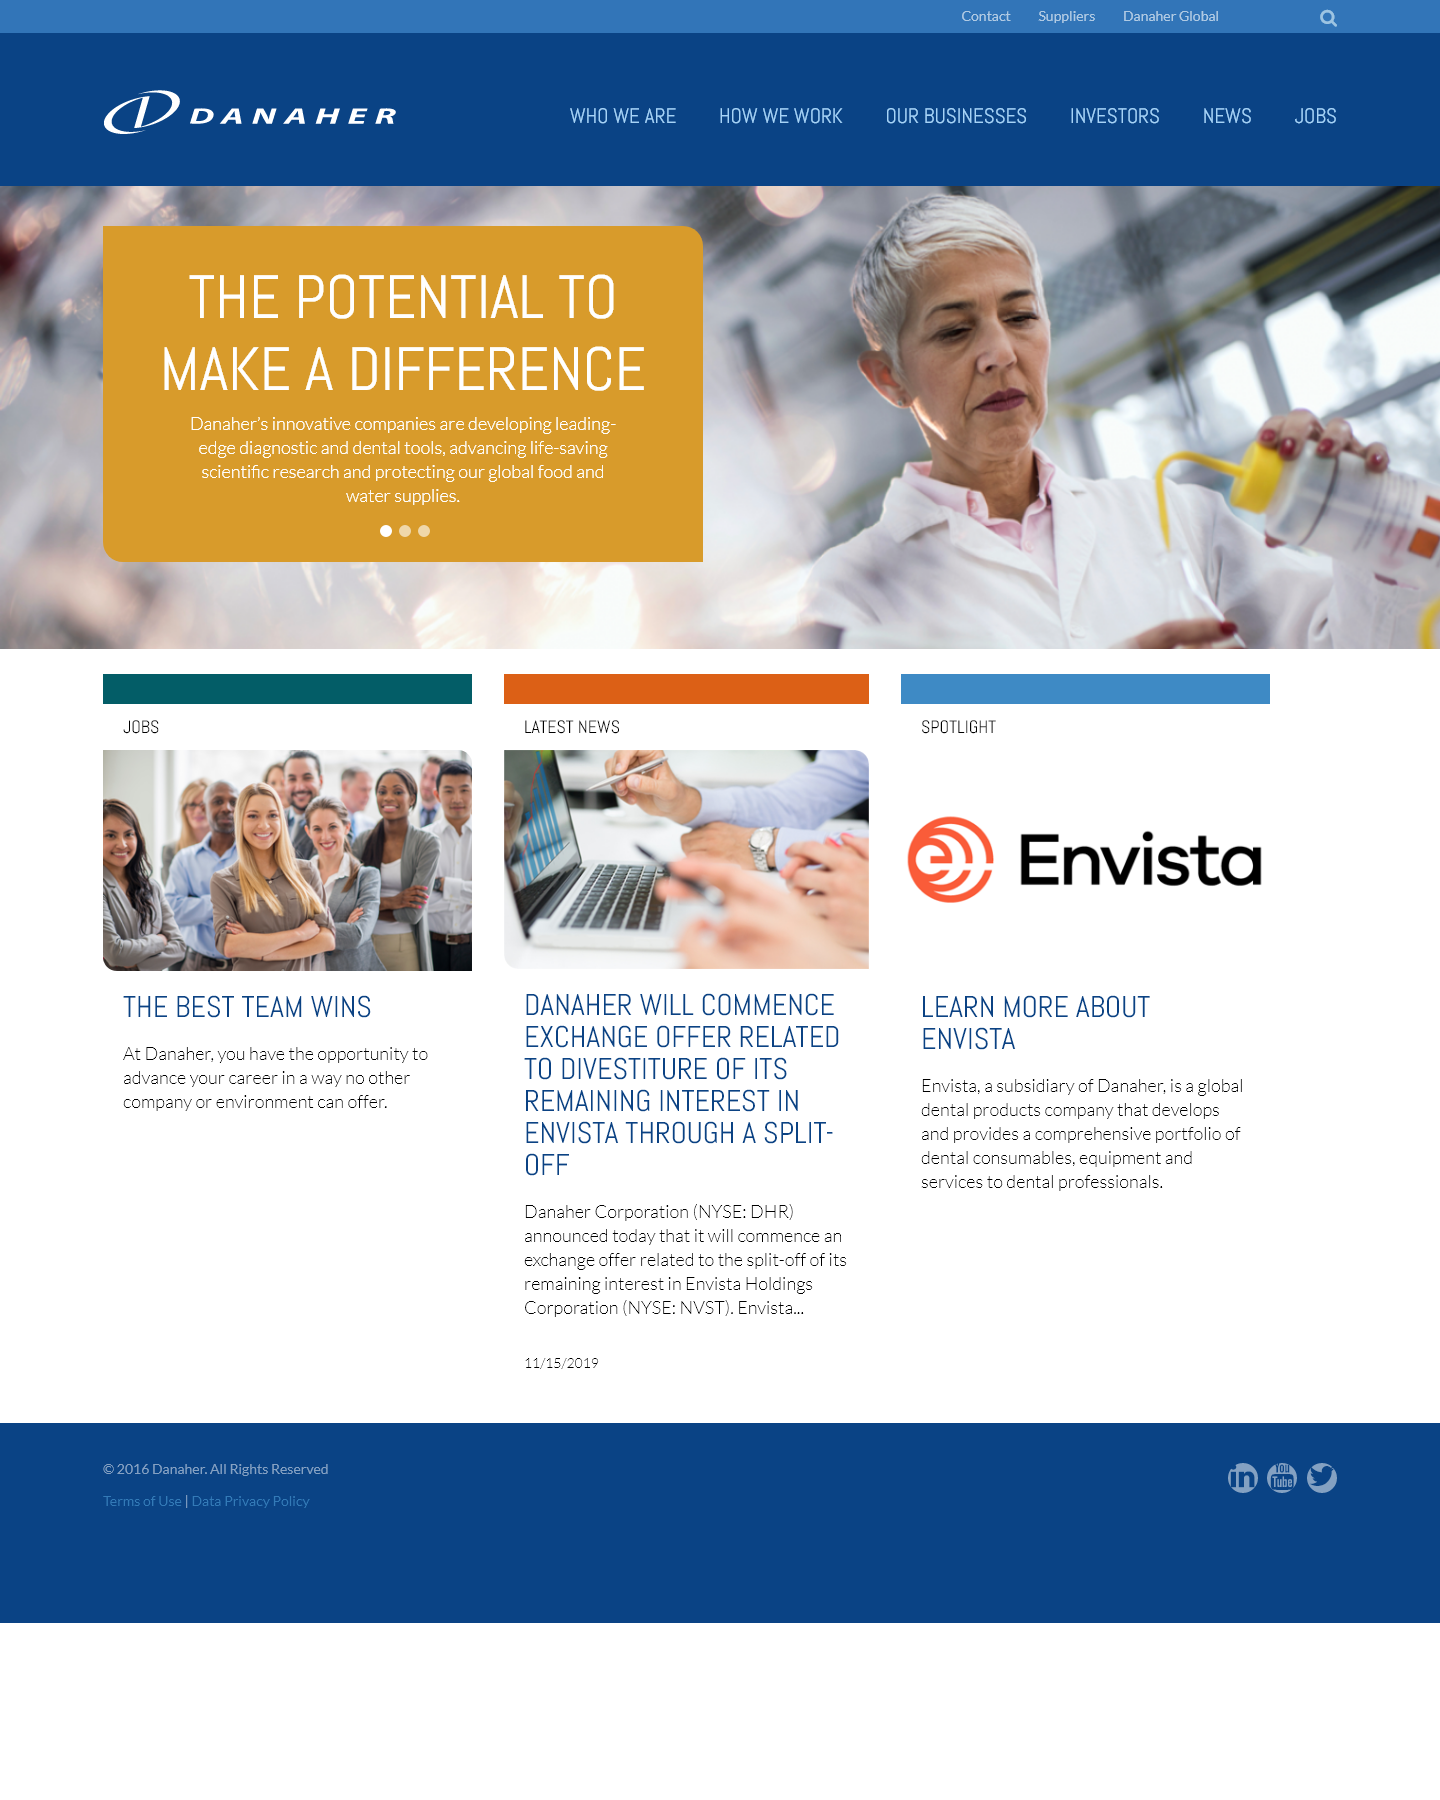 Contact Suppliers Danaher Global
DANAHER
WHO WE ARE HOW WE WORK OUR BUSINESSES INVESTORS NEWS JOBS
THE POTENTIAL TO
MAKE A DIFFERENCE
Danaher’s innovative companies are developing leading-
edge diagnostic and dental tools, advancing life-saving
scientific research and protecting our global food and
water supplies.
JOBS
THE BEST TEAM WINS
At Danaher, you have the opportunity to
advance your career in a way no other
company or environment can offer.
LATEST NEWS
DANAHER WILL COMMENCE
EXCHANGE OFFER RELATED
TO DIVESTITURE OF ITS
REMAINING INTEREST IN
ENVISTA THROUGH A SPLIT-
OFF
Danaher Corporation (NYSE: DHR)
announced today that it will commence an
exchange offer related to the split-off of its
remaining interest in Envista Holdings
Corporation (NYSE: NVST). Envista...
11/15/2019
SPOTLIGHT
Envista
LEARN MORE ABOUT
ENVISTA
Envista, a subsidiary of Danaher, is a global
dental products company that develops
and provides a comprehensive portfolio of
dental consumables, equipment and
services to dental professionals.
© 2016 Danaher. All Rights Reserved
Terms of Use | Data Privacy Policy
in
You
Tube